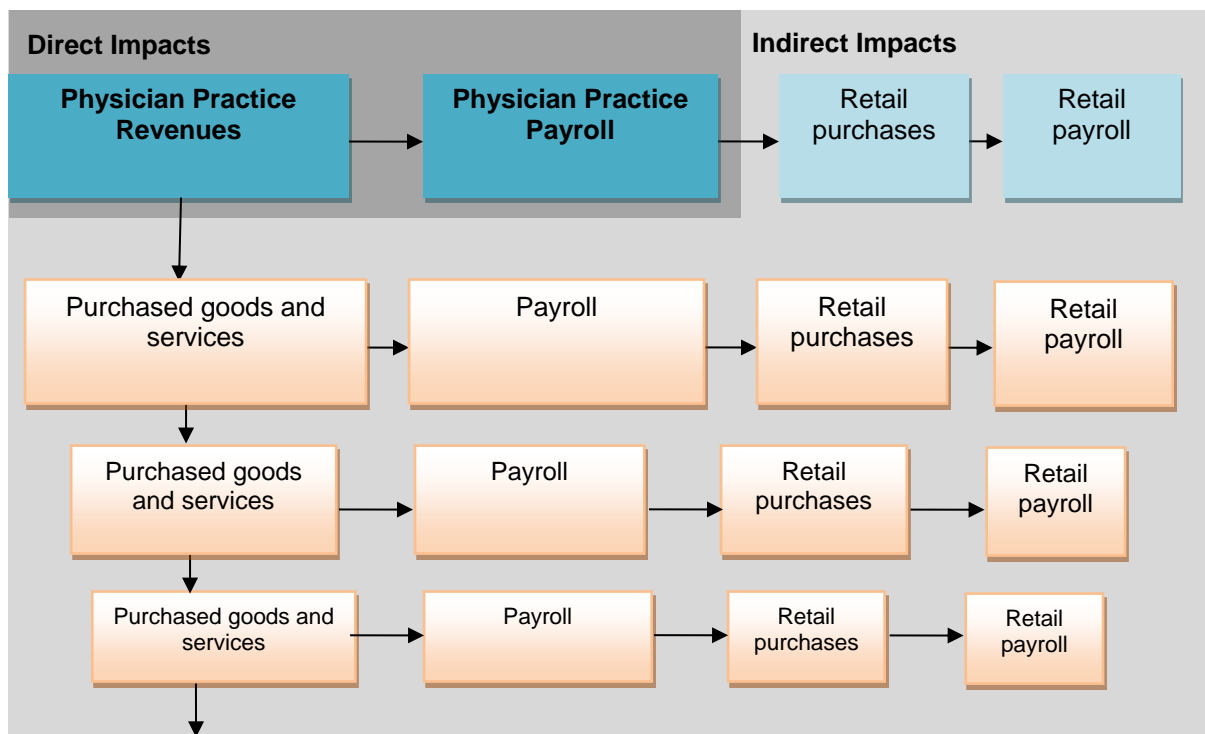 Direct Impacts
Indirect Impacts
Physician Practice
Revenues
Physician Practice
Payroll
Retail
purchases
Retail
payroll
Purchased goods and
services
Payroll
Retail
purchases
Retail
payroll
Purchased goods
and services
Payroll
Retail
purchases
Retail
payroll
Purchased goods and
services
Payroll
Retail
purchases
Retail
payroll